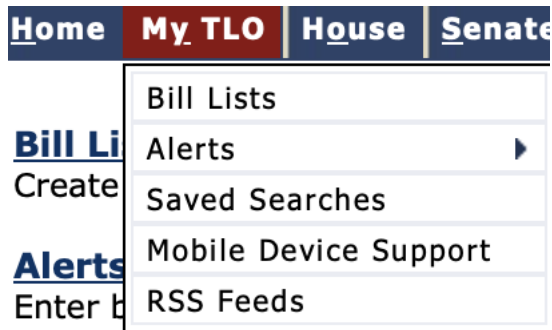 Home My TLO House Senate
Bill Lists
Bill Li
Alerts
Create
Saved Searches
Mobile Device Support
Alerts
Enter
RSS Feeds